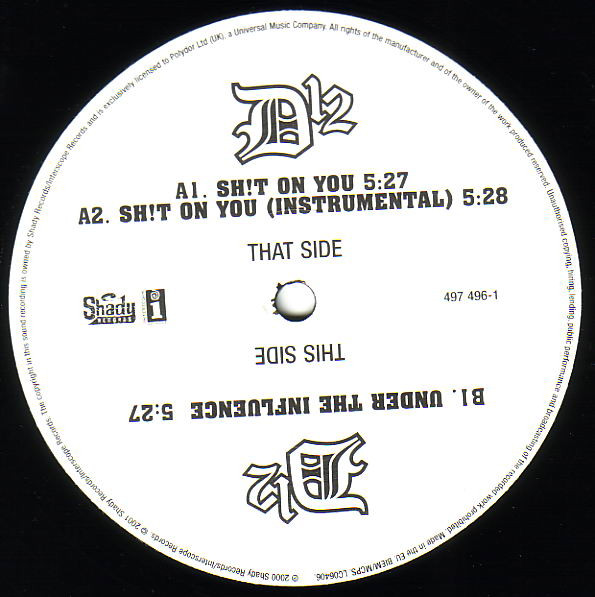 D12
A1. SH!T ON YOU 5:27
A2. SH!T ON YOU (INSTRUMENTAL) 5:28
THAT SIDE
Shady RECORDS
i
497 496-1
THIS SIDE
B1. UNDER THE INFLUENCE 5:27
D12
℗ 2000 Shady Records/Interscope Records. © 2001 Shady Records/Interscope Records. The copyright in this sound recording is owned by Shady Records/Interscope Records and is exclusively licensed to Polydor Ltd (UK), a Universal Music Company. All rights of the manufacturer and of the owner of the work produced reserved. Unauthorised copying, hiring, lending, public performance and broadcasting of the recorded work prohibited. Made in the EU. BIEM/MCPS. LC06406.